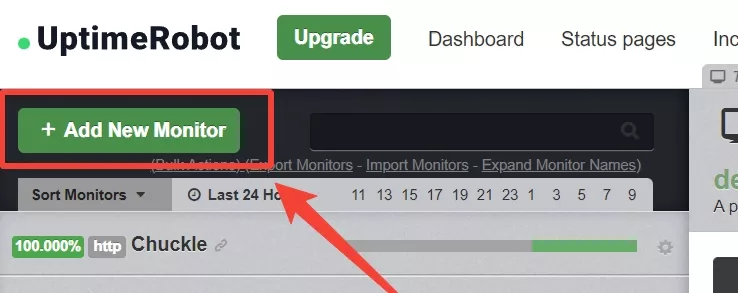 UptimeRobot Upgrade Dashboard Status pages Inc
+ Add New Monitor
(Bulk Actions) (Export Monitors - Import Monitors - Expand Monitor Names)
Sort Monitors Last 24 Ho 11 13 15 17 19 21 23 1 3 5 7 9
de
A p
100.000% http Chuckle